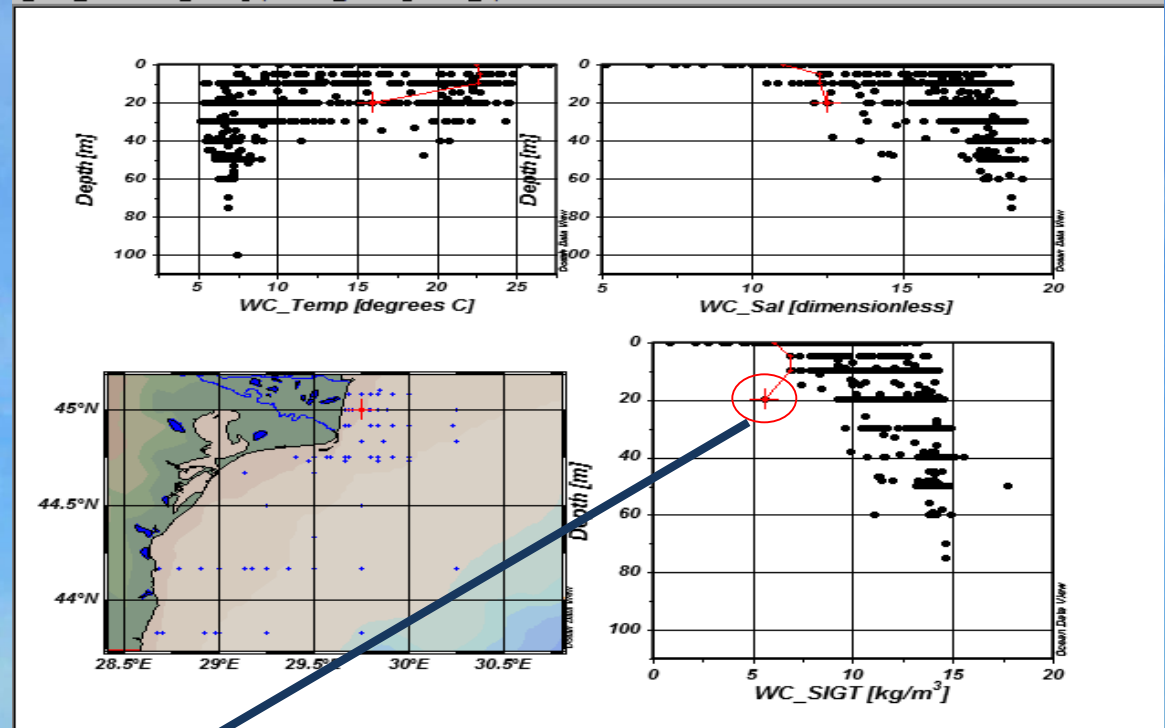 0
20
40
60
80
100
Depth [m]
5
10
15
20
25
WC_Temp [degrees C]
Ocean Data View
0
20
40
60
80
100
Depth [m]
5
10
15
20
WC_Sal [dimensionless]
Ocean Data View
45°N
44.5°N
44°N
28.5°E
29°E
29.5°E
30°E
30.5°E
Ocean Data View
0
20
40
60
80
100
Depth [m]
0
5
10
15
20
WC_SIGT [kg/m³]
Ocean Data View